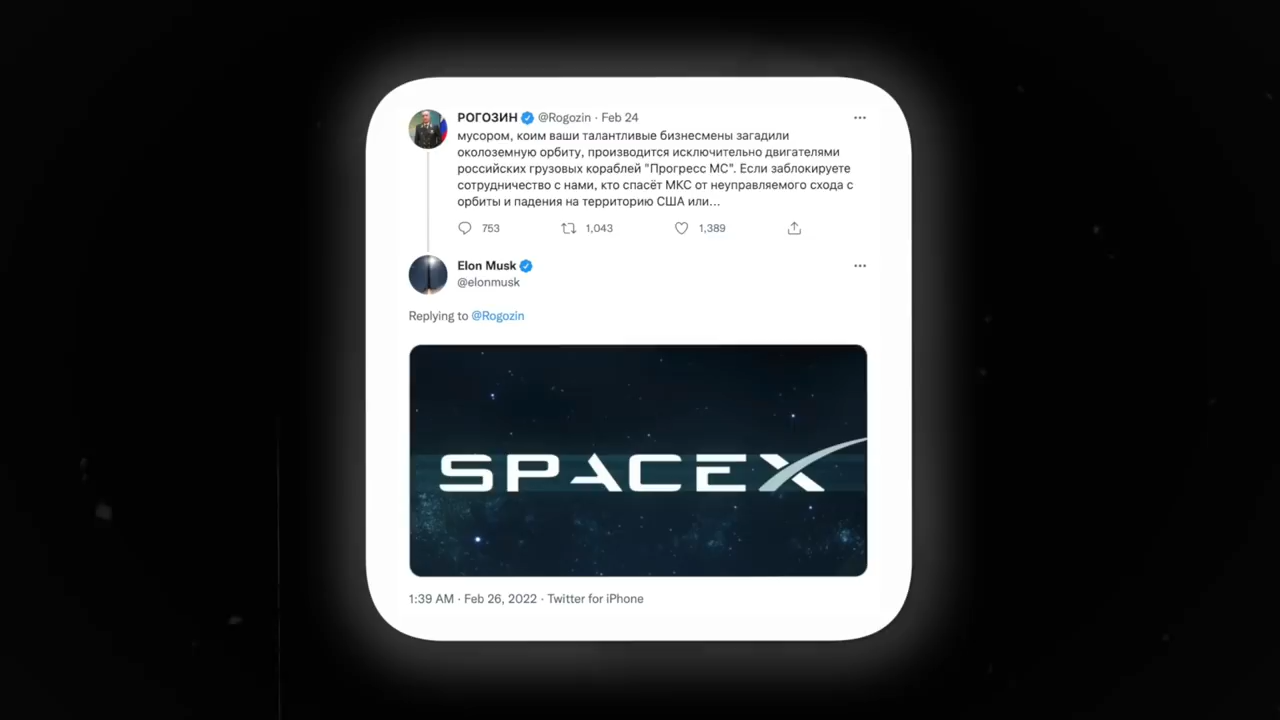 РОГОЗИН @Rogozin · Feb 24
мусором, коим ваши талантливые бизнесмены загадили
околоземную орбиту, производится исключительно двигателями
российских грузовых кораблей "Прогресс МС". Если заблокируете
сотрудничество с нами, кто спасёт МКС от неуправляемого схода с
орбиты и падения на территорию США или...
753 1,043 1,389
Elon Musk
@elonmusk
Replying to @Rogozin
SPACEX
1:39 AM · Feb 26, 2022 · Twitter for iPhone